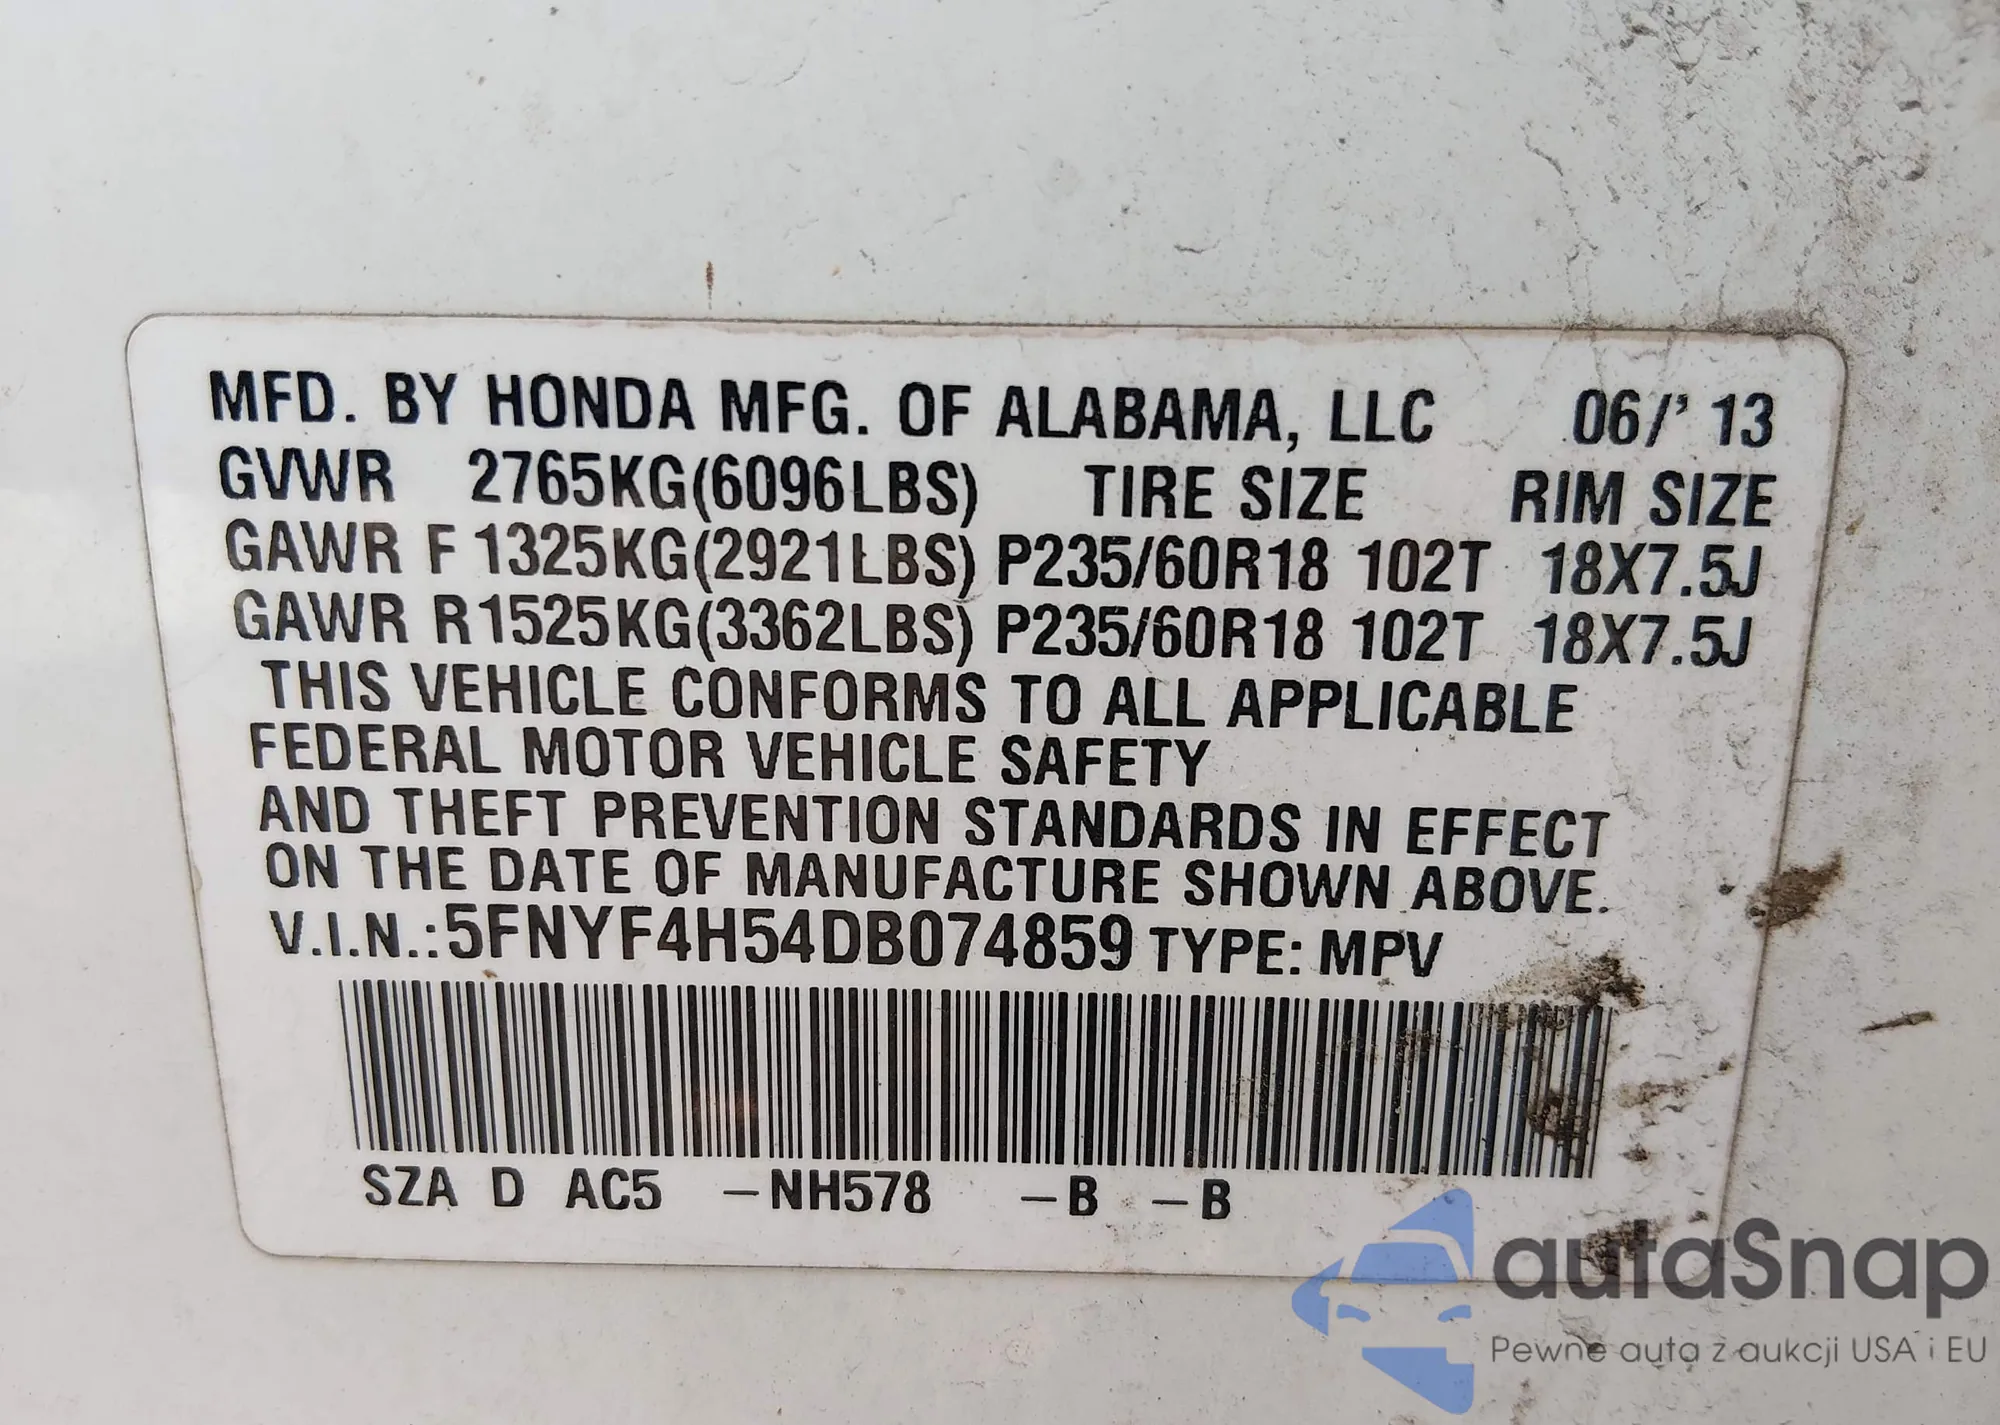 MFD. BY HONDA MFG. OF ALABAMA, LLC 06/'13
GVWR 2765KG(6096LBS) TIRE SIZE RIM SIZE
GAWR F 1325KG(2921LBS) P235/60R18 102T 18X7.5J
GAWR R1525KG(3362LBS) P235/60R18 102T 18X7.5J
THIS VEHICLE CONFORMS TO ALL APPLICABLE
FEDERAL MOTOR VEHICLE SAFETY
AND THEFT PREVENTION STANDARDS IN EFFECT
ON THE DATE OF MANUFACTURE SHOWN ABOVE.
V.I.N.:5FNYF4H54DB074859 TYPE: MPV
SZA D AC5 –NH578 –B –B
autaSnap
Pewne auta z aukcji USA i EU